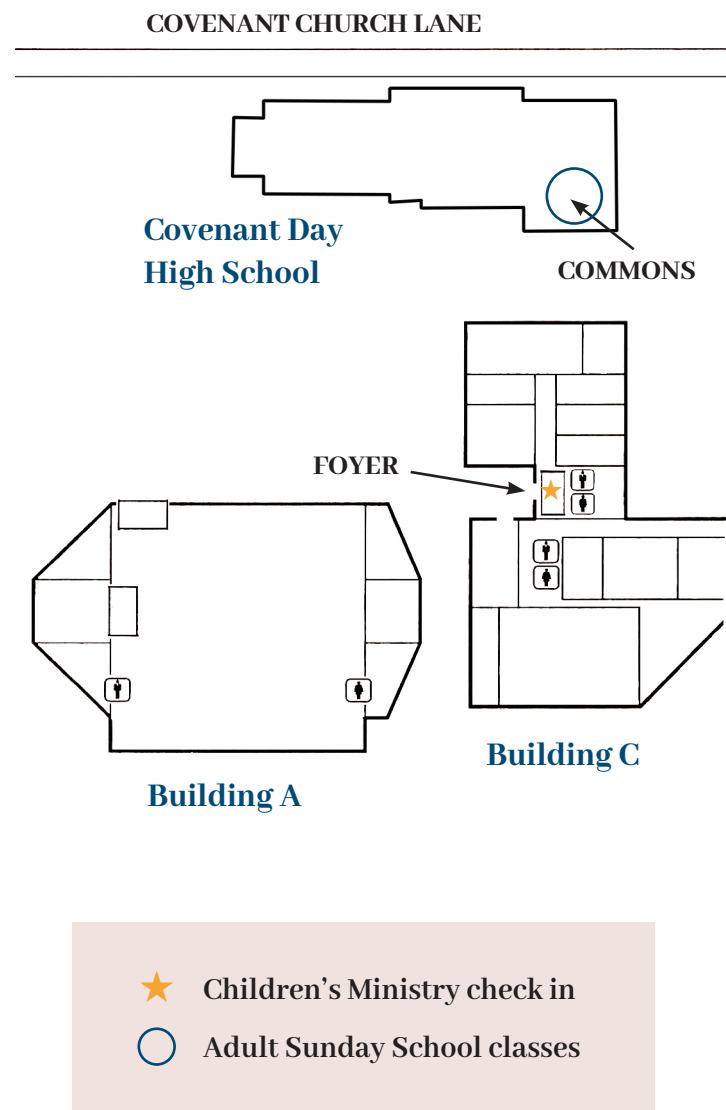 COVENANT CHURCH LANE
Covenant Day
High School
COMMONS
FOYER
Building C
Building A
Children’s Ministry check in
Adult Sunday School classes